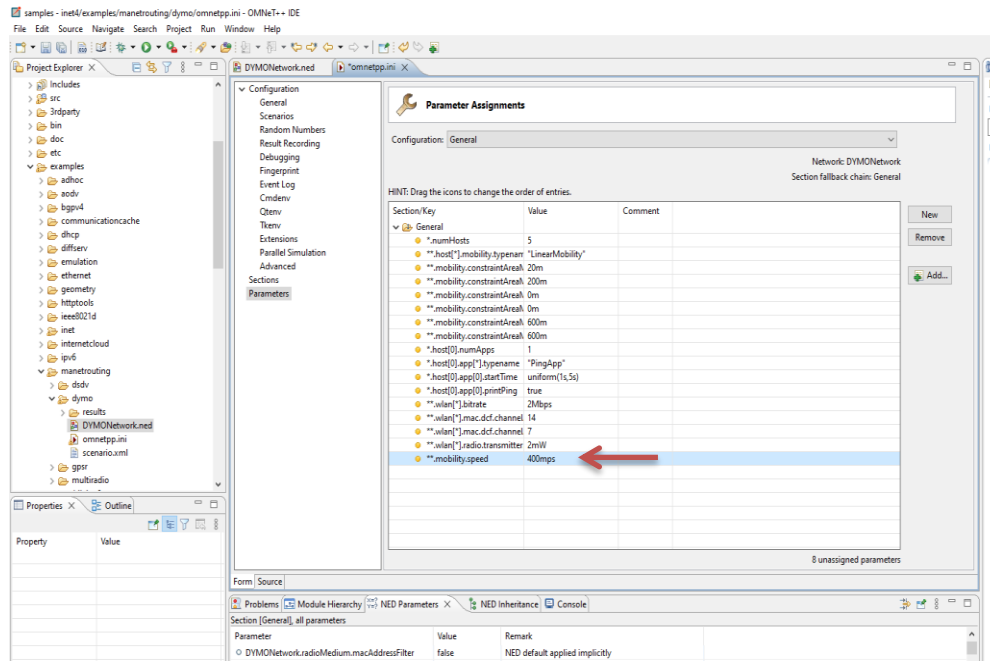 samples - inet4/examples/manetrouting/dymo/omnetpp.ini - OMNeT++ IDE
File Edit Source Navigate Search Project Run Window Help
Project Explorer
Includes
src
3rdparty
bin
doc
etc
examples
adhoc
aodv
bgpv4
communicationcache
dhcp
diffserv
emulation
ethernet
geometry
httptools
ieee8021d
inet
internetcloud
ipv6
manetrouting
dsdv
dymo
results
DYMONetwork.ned
omnetpp.ini
scenario.xml
gpsr
multiradio
Properties Outline
Property Value
DYMONetwork.ned *omnetpp.ini
Configuration
General
Scenarios
Random Numbers
Result Recording
Debugging
Fingerprint
Event Log
Cmdenv
Qtenv
Tkenv
Extensions
Parallel Simulation
Advanced
Sections
Parameters
Parameter Assignments
Configuration: General
Network: DYMONetwork
Section fallback chain: General
HINT: Drag the icons to change the order of entries.
Section/Key Value Comment
General
*.numHosts 5
**.host[*].mobility.typenam "LinearMobility"
**.mobility.constraintArea 20m
**.mobility.constraintArea 200m
**.mobility.constraintArea 0m
**.mobility.constraintArea 0m
**.mobility.constraintArea 600m
**.mobility.constraintArea 600m
*.host[0].numApps 1
*.host[0].app[*].typename "PingApp"
*.host[0].app[0].startTime uniform(1s,5s)
*.host[0].app[0].printPing true
**.wlan[*].bitrate 2Mbps
**.wlan[*].mac.dcf.channel 14
**.wlan[*].mac.dcf.channel 7
**.wlan[*].radio.transmitter 2mW
**.mobility.speed 400mps
New
Remove
Add...
8 unassigned parameters
Form Source
Problems Module Hierarchy NED Parameters NED Inheritance Console
Section [General], all parameters
Parameter Value Remark
DYMONetwork.radioMedium.macAddressFilter false NED default applied implicitly